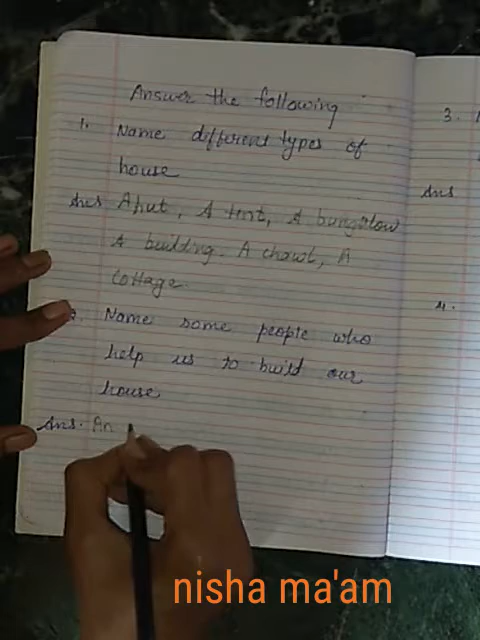 Answer the following
1. Name different types of
house
Ans A hut, A tent, A bungalow
A building. A chawl, A
cottage.
2. Name some people who
help us to build our
house
Ans. An
3.
Ans
4.
nisha ma'am